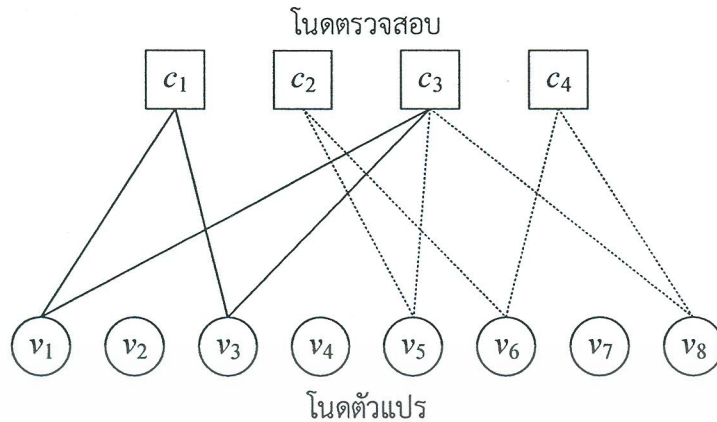 โนดตรวจสอบ
c₁ c₂ c₃ c₄
v₁ v₂ v₃ v₄ v₅ v₆ v₇ v₈
โนดตัวแปร